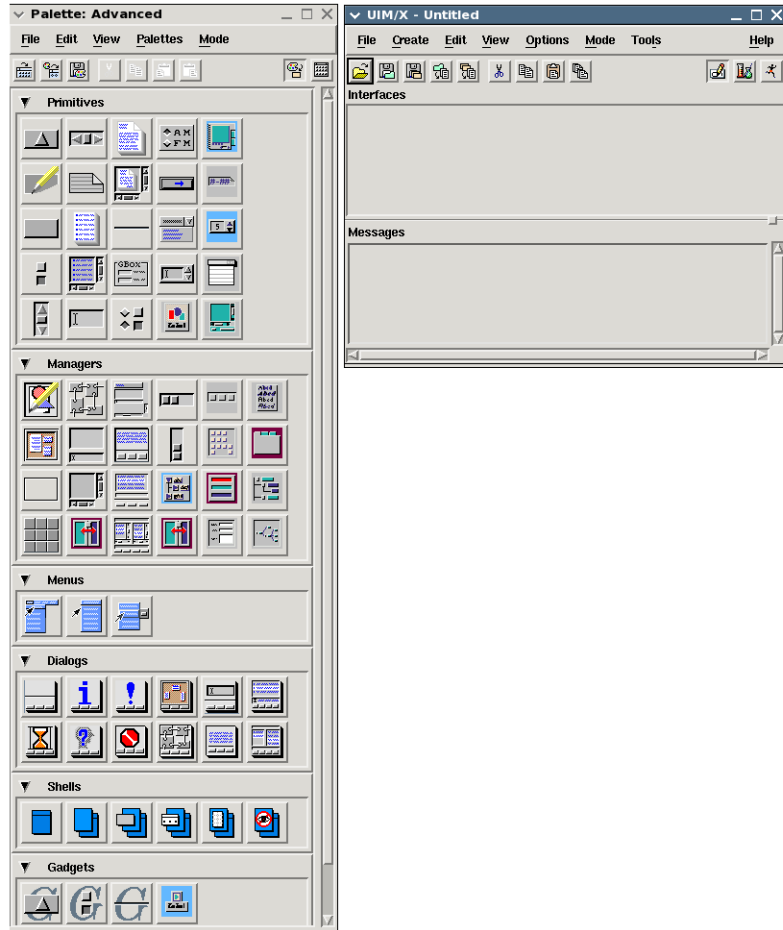 Palette: Advanced
File Edit View Palettes Mode
Primitives
Managers
Menus
Dialogs
Shells
Gadgets
UIM/X - Untitled
File Create Edit View Options Mode Tools Help
Interfaces
Messages